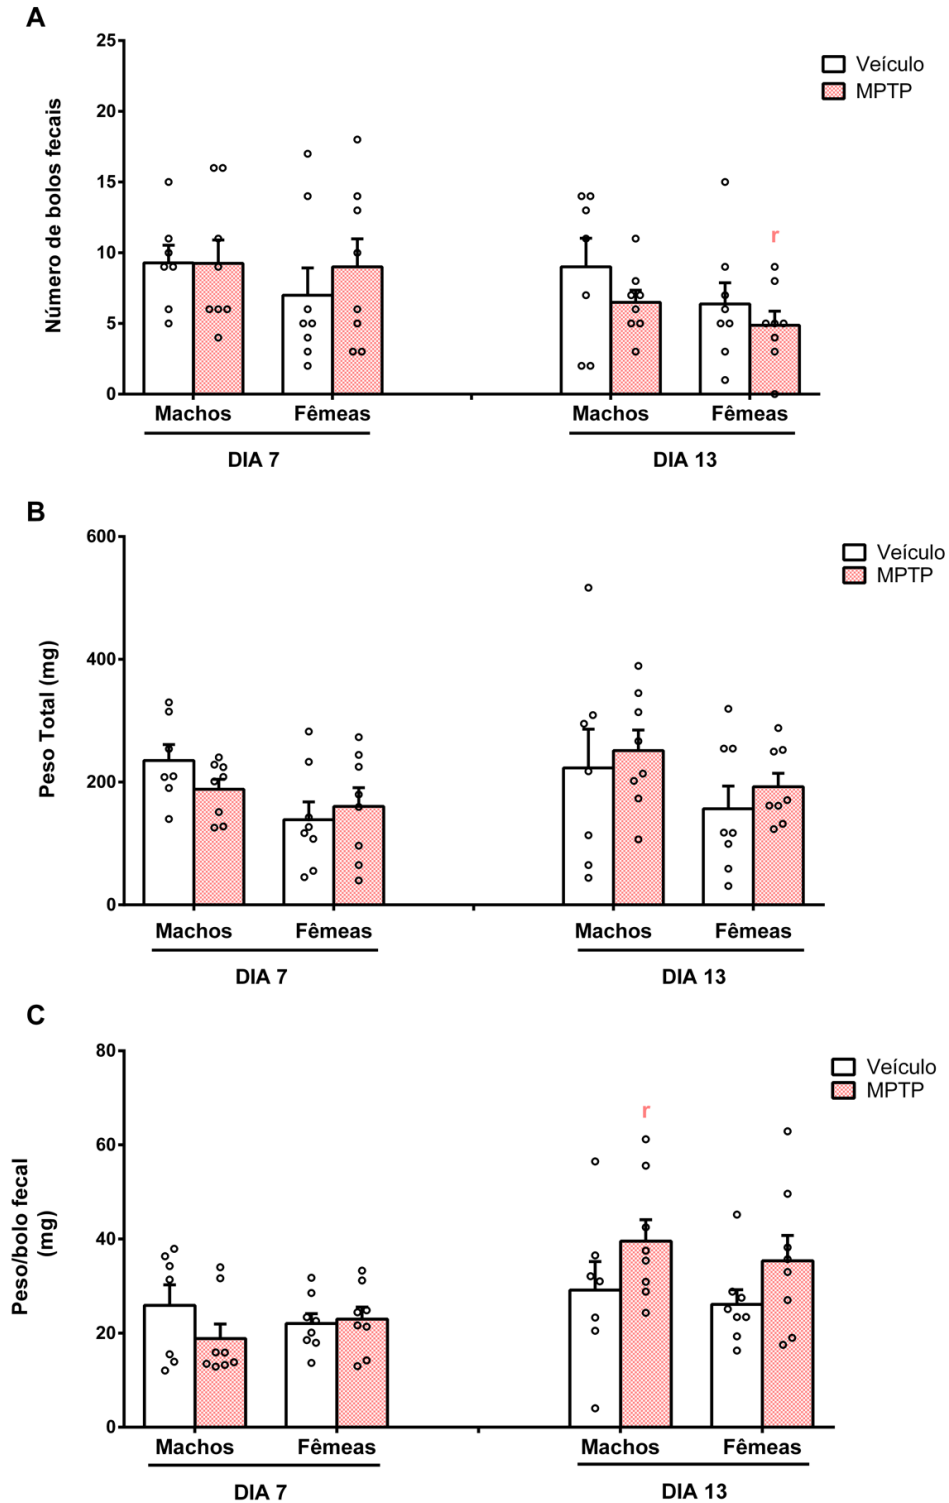 A
Número de bolos fecais
25
20
15
10
5
0
Veículo
MPTP
r
Machos Fêmeas Machos Fêmeas
DIA 7 DIA 13
B
Peso Total (mg)
600
400
200
0
Veículo
MPTP
Machos Fêmeas Machos Fêmeas
DIA 7 DIA 13
C
Peso/bolo fecal
(mg)
80
60
40
20
0
Veículo
MPTP
r
Machos Fêmeas Machos Fêmeas
DIA 7 DIA 13